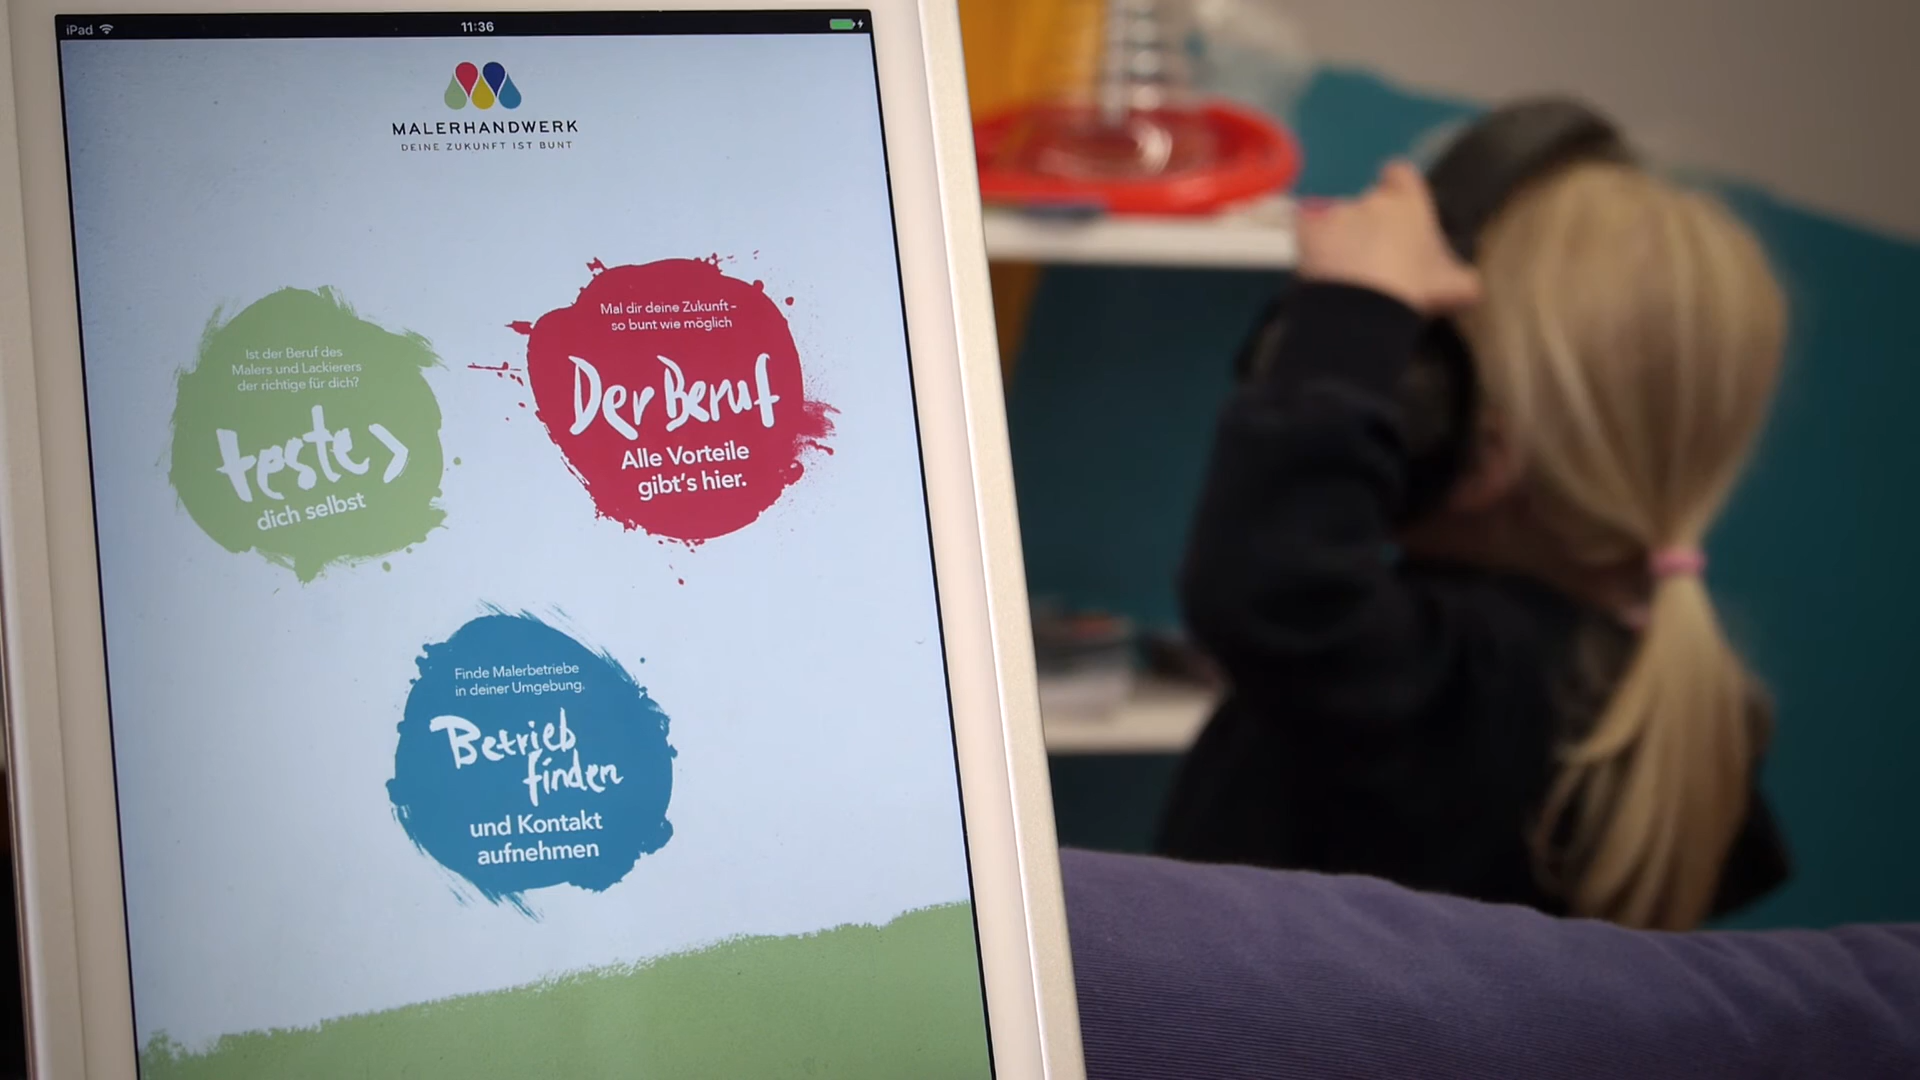 iPad
11:36
MALERHANDWERK
DEINE ZUKUNFT IST BUNT
Ist der Beruf des
Malers und Lackierers
der richtige für dich?
teste >
dich selbst
Mal dir deine Zukunft –
so bunt wie möglich
Der Beruf
Alle Vorteile
gibt's hier.
Finde Malerbetriebe
in deiner Umgebung.
Betrieb
finden
und Kontakt
aufnehmen